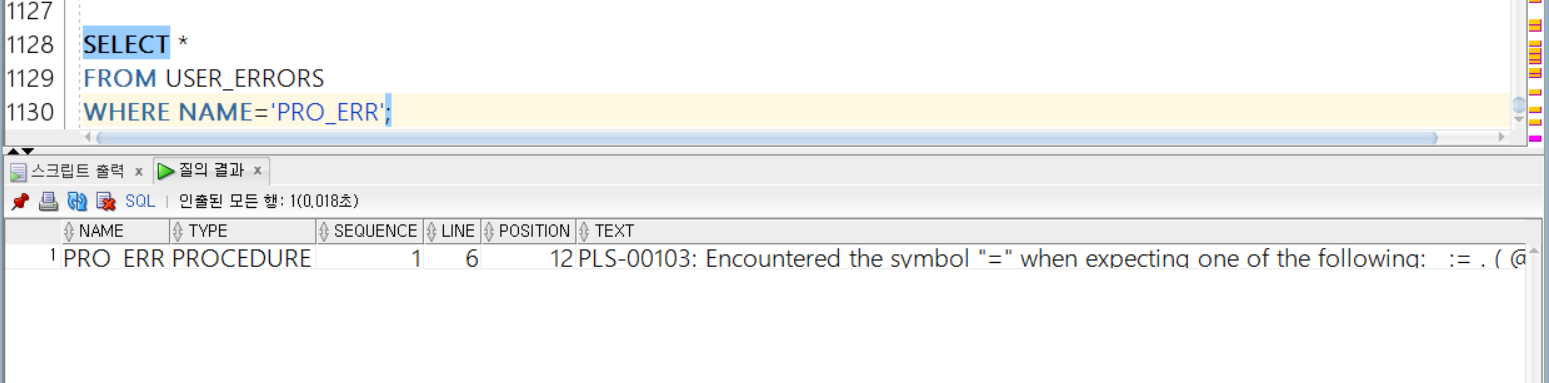 1127
1128 SELECT *
1129 FROM USER_ERRORS
1130 WHERE NAME='PRO_ERR';
스크립트 출력 x 질의 결과 x
SQL | 인출된 모든 행: 1(0,018초)
NAME TYPE SEQUENCE LINE POSITION TEXT
1 PRO_ERR PROCEDURE 1 6 12 PLS-00103: Encountered the symbol "=" when expecting one of the following: := . ( @